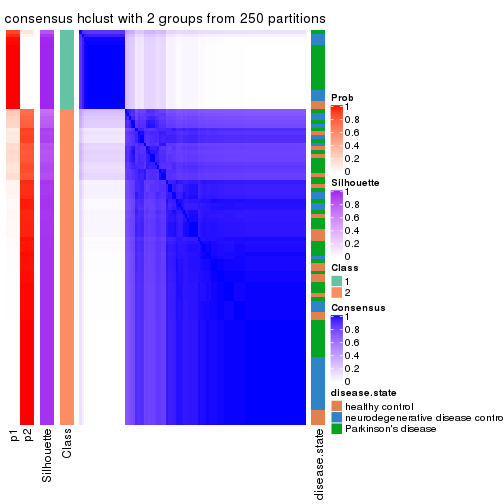 consensus hclust with 2 groups from 250 partitions
Prob
1
0.8
0.6
0.4
0.2
0
Silhouette
1
0.8
0.6
0.4
0.2
0
Class
1
2
Consensus
1
0.8
0.6
0.4
0.2
0
disease.state
healthy control
neurodegenerative disease contro
Parkinson's disease
p1
p2
Silhouette
Class
disease.state